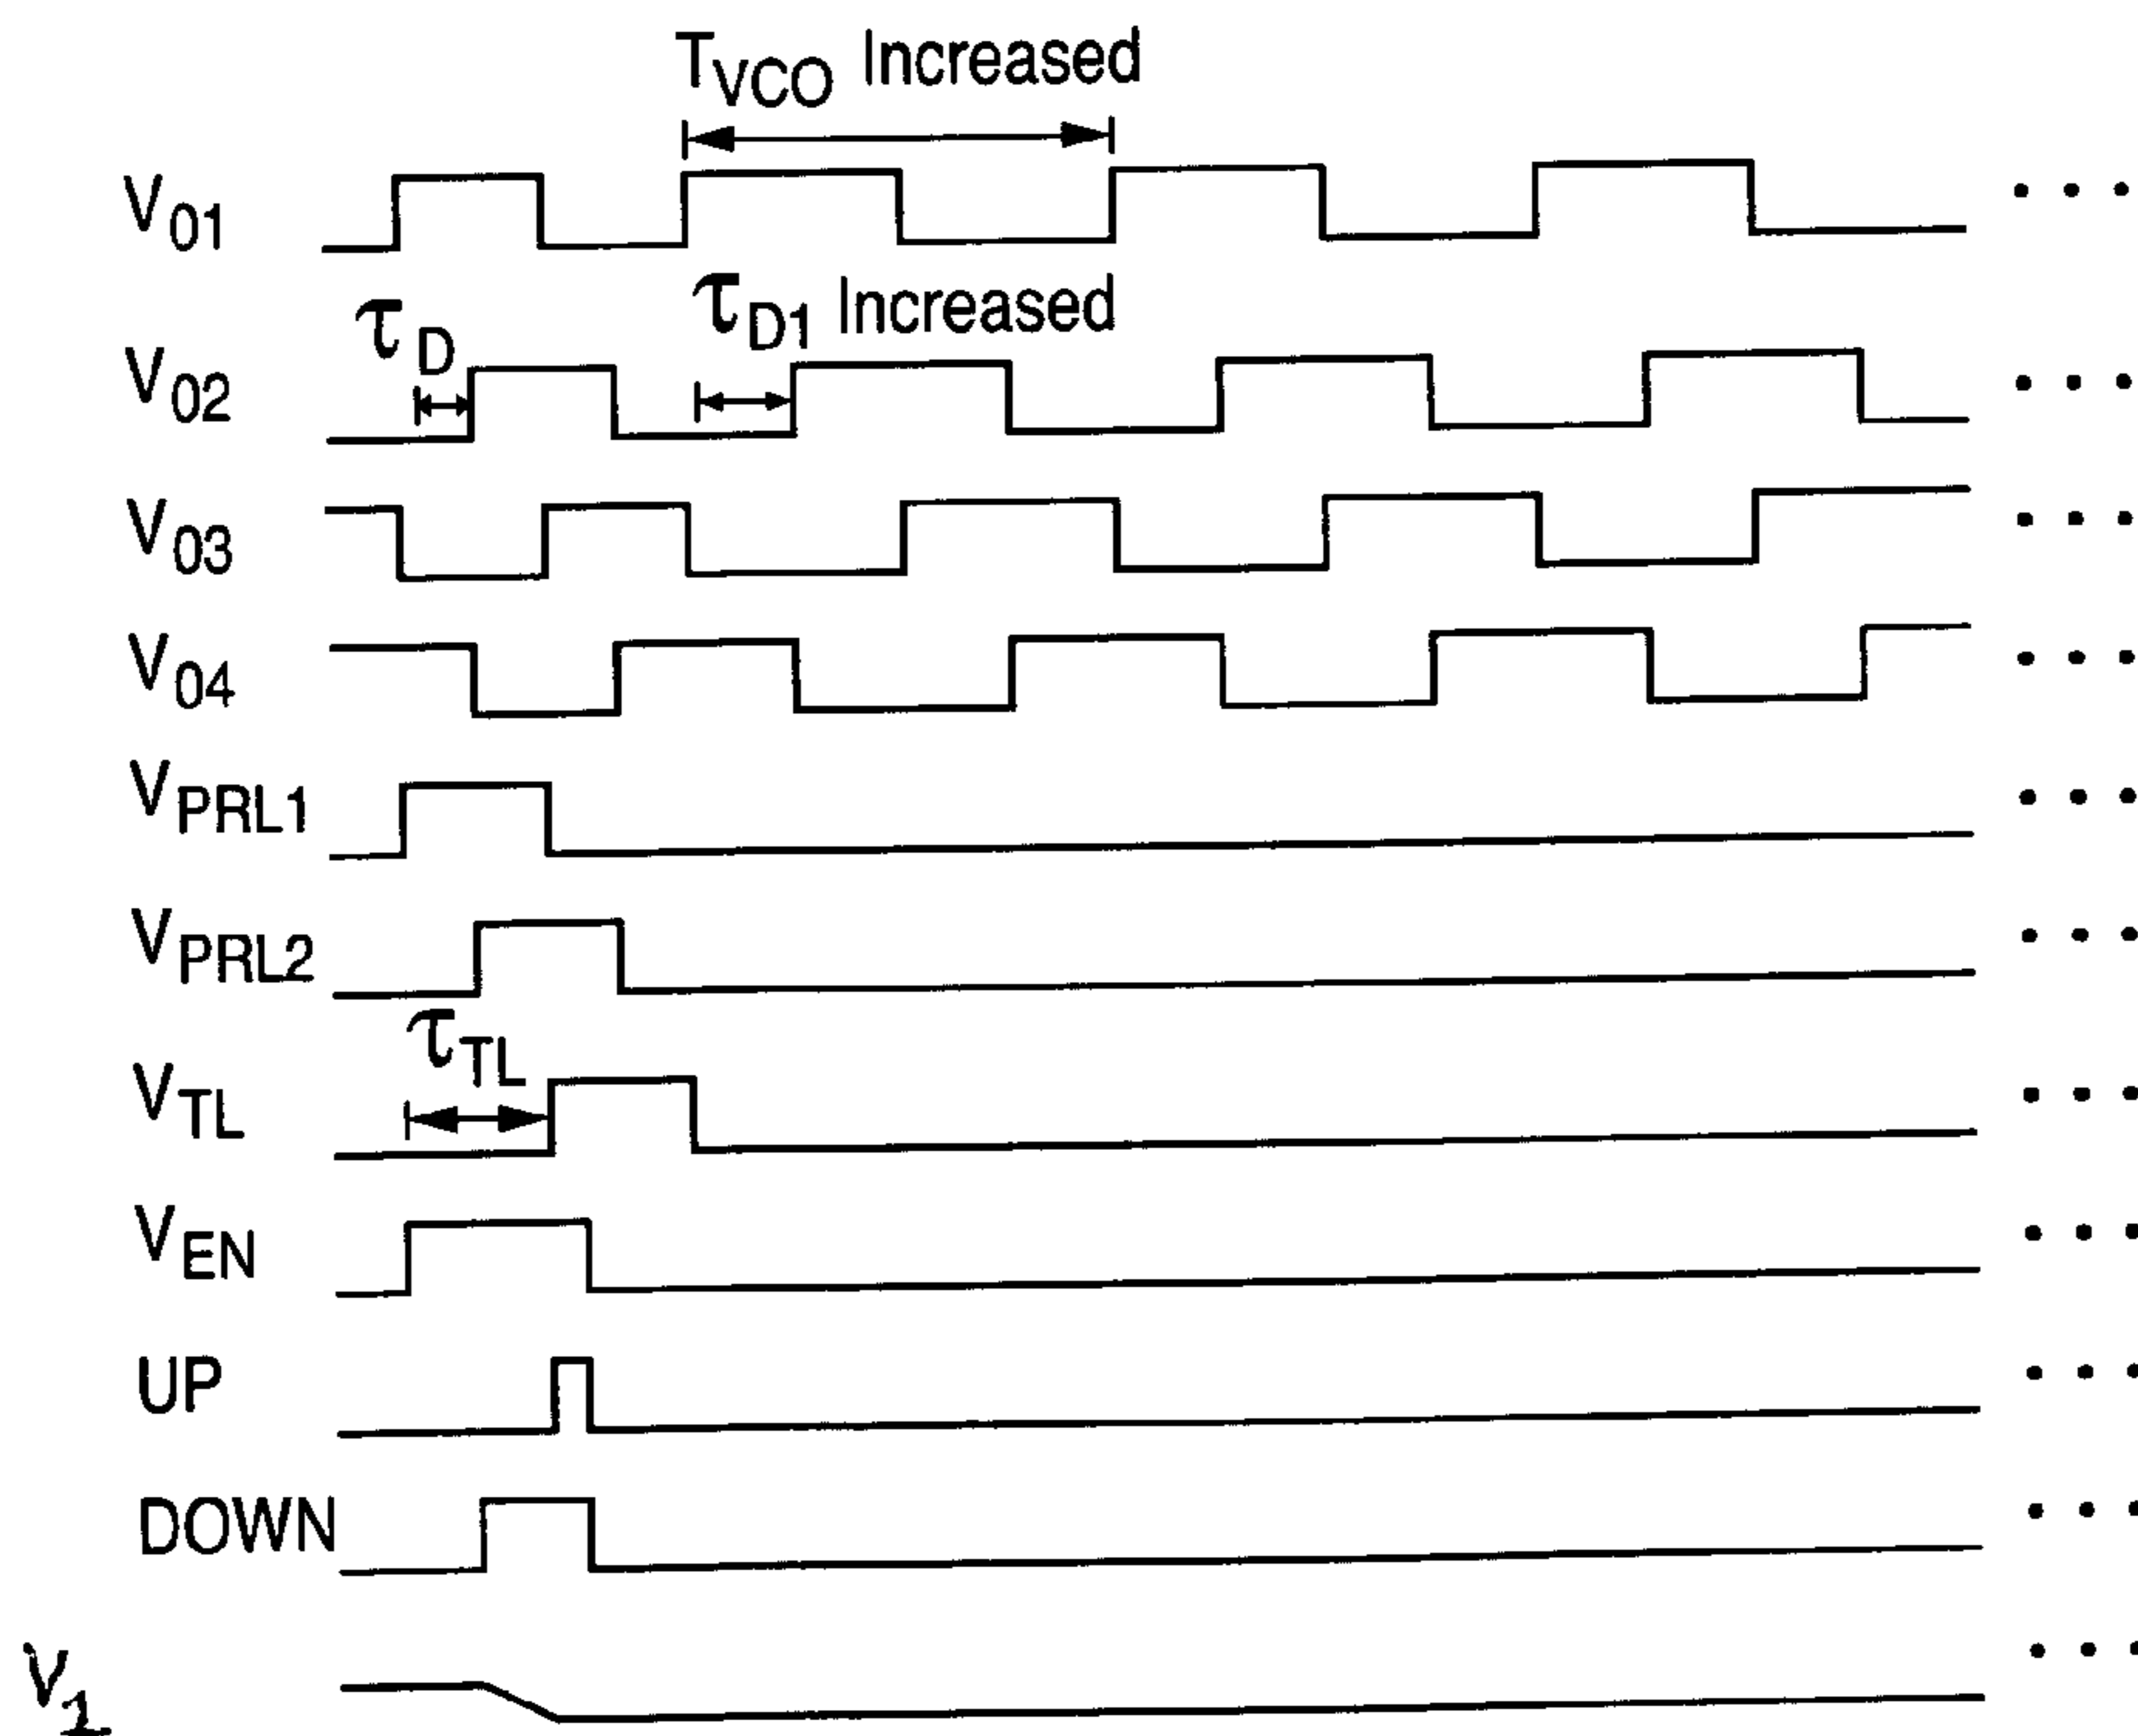 T_VCO Increased
V_01
τ_D
τ_D1 Increased
V_02
V_03
V_04
V_PRL1
V_PRL2
τ_TL
V_TL
V_EN
UP
DOWN
V_1